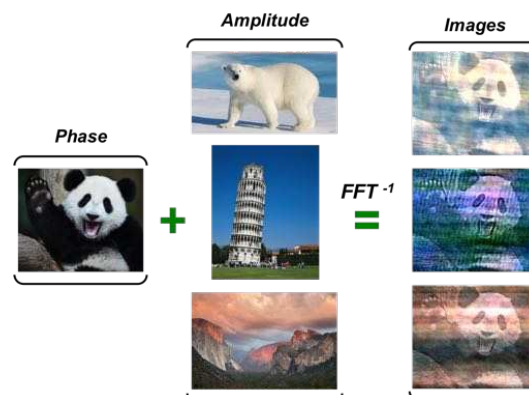 Amplitude
Images
Phase
+
FFT -1
=